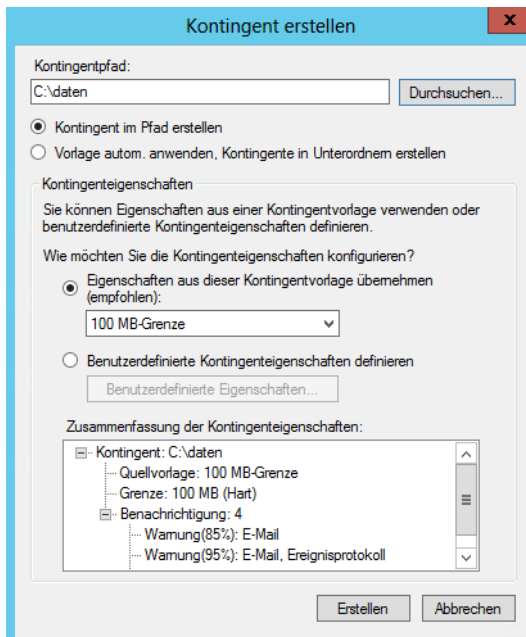 Kontingent erstellen
x
Kontingentpfad:
C:\daten
Durchsuchen...
Kontingent im Pfad erstellen
Vorlage autom. anwenden, Kontingente in Unterordnern erstellen
Kontingenteigenschaften
Sie können Eigenschaften aus einer Kontingentvorlage verwenden oder
benutzerdefinierte Kontingenteigenschaften definieren.
Wie möchten Sie die Kontingenteigenschaften konfigurieren?
Eigenschaften aus dieser Kontingentvorlage übernehmen
(empfohlen):
100 MB-Grenze
Benutzerdefinierte Kontingenteigenschaften definieren
Benutzerdefinierte Eigenschaften...
Zusammenfassung der Kontingenteigenschaften:
Kontingent: C:\daten
Quellvorlage: 100 MB-Grenze
Grenze: 100 MB (Hart)
Benachrichtigung: 4
Warnung(85%): E-Mail
Warnung(95%): E-Mail, Ereignisprotokoll
Erstellen
Abbrechen